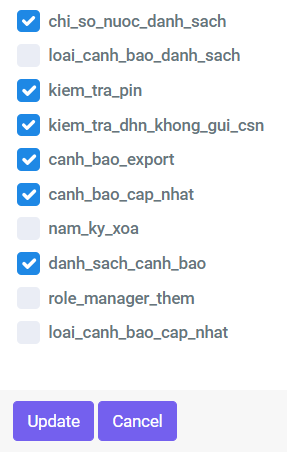 chi_so_nuoc_danh_sach
loai_canh_bao_danh_sach
kiem_tra_pin
kiem_tra_dhn_khong_gui_csn
canh_bao_export
canh_bao_cap_nhat
nam_ky_xoa
danh_sach_canh_bao
role_manager_them
loai_canh_bao_cap_nhat
Update Cancel